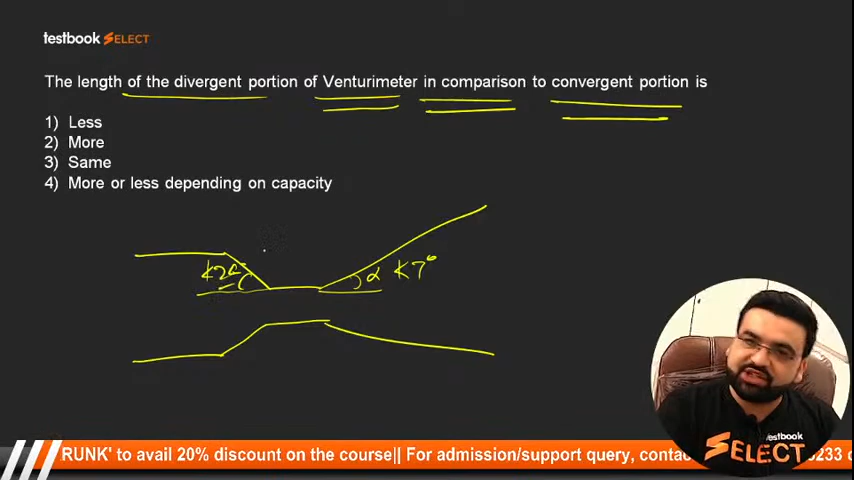 testbook SELECT
The length of the divergent portion of Venturimeter in comparison to convergent portion is
1) Less
2) More
3) Same
4) More or less depending on capacity
α <7°
testbook
SELECT
RUNK' to avail 20% discount on the course|| For admission/support query, contac